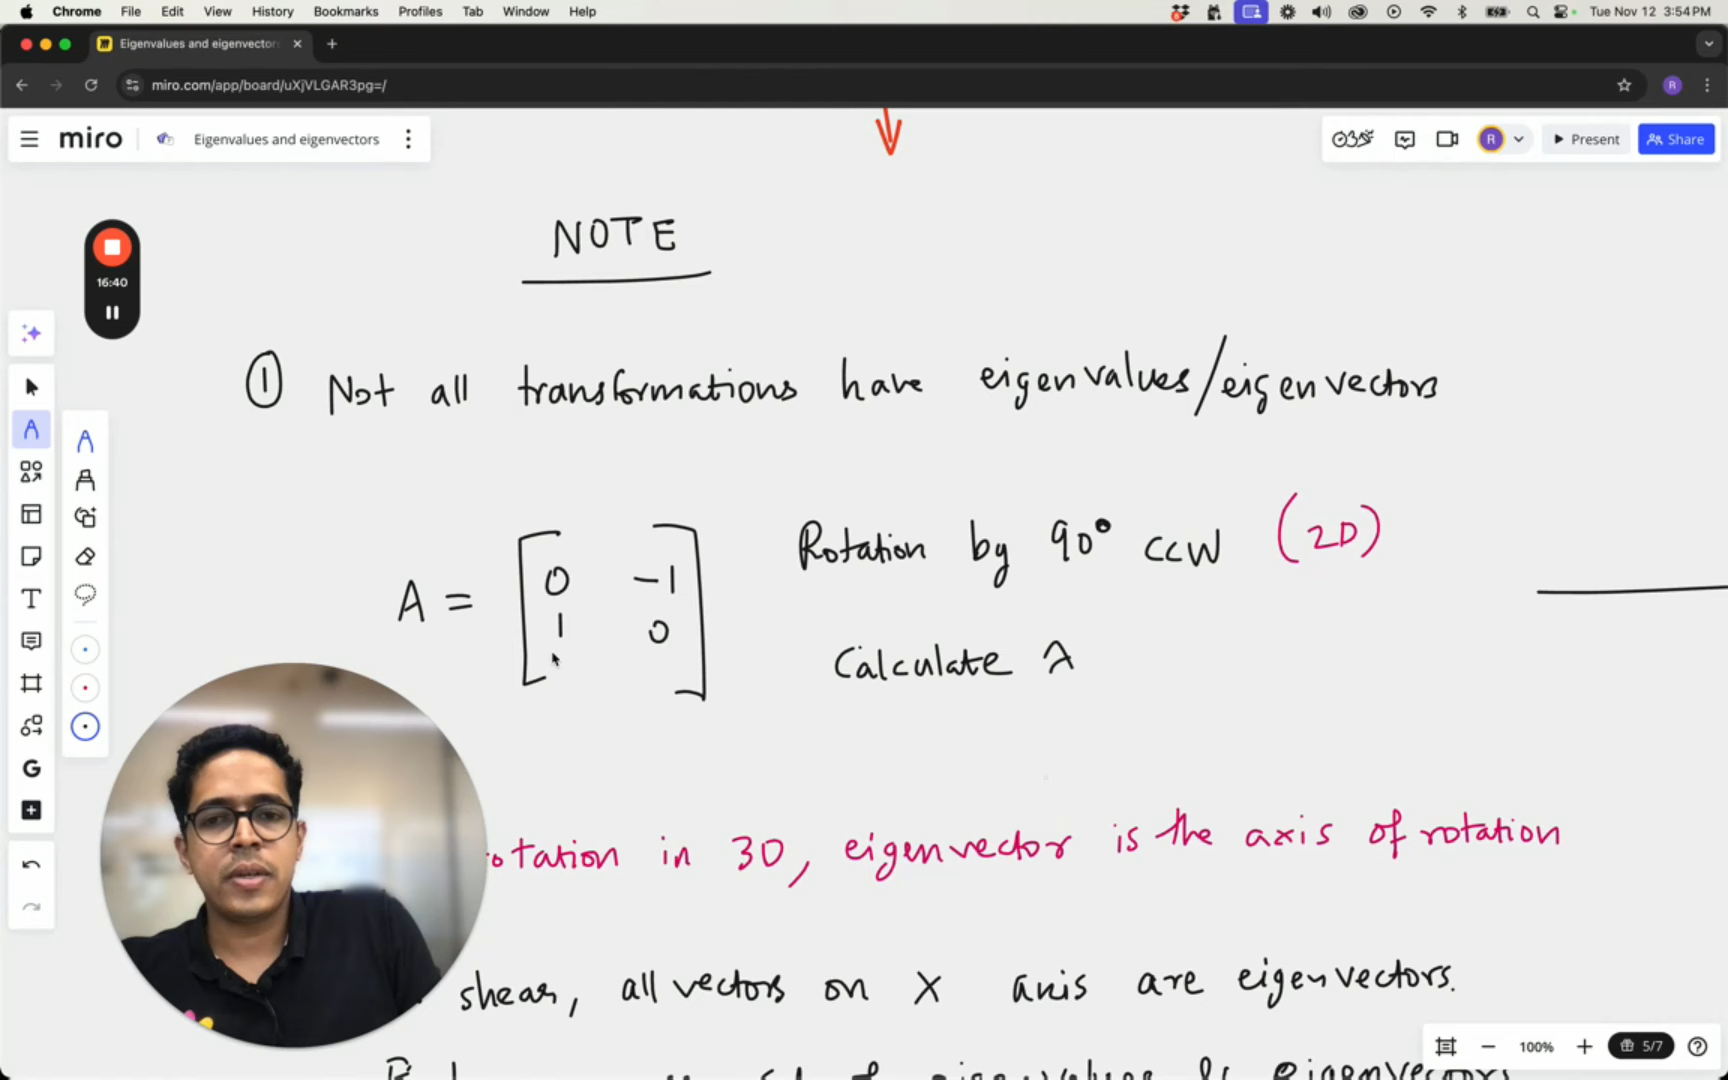 Chrome File Edit View History Bookmarks Profiles Tab Window Help Tue Nov 12 3:54 PM
Eigenvalues and eigenvector
miro.com/app/board/uXjVLGAR3pg=/
miro Eigenvalues and eigenvectors R Present Share
NOTE
16:40
① Not all transformations have eigenvalues/eigenvectors
Rotation by 90° CCW (2D)
A = [0 -1
1 0]
Calculate λ
otation in 3D, eigenvector is the axis of rotation
shear, all vectors on X axis are eigenvectors.
100% 5/7